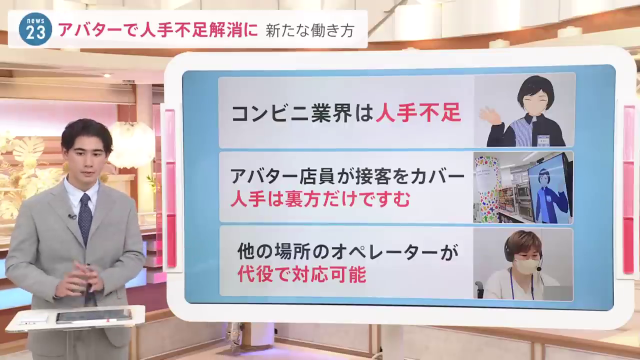 news
23
アバターで人手不足解消に 新たな働き方
コンビニ業界は人手不足
アバター店員が接客をカバー
人手は裏方だけですむ
他の場所のオペレーターが
代役で対応可能